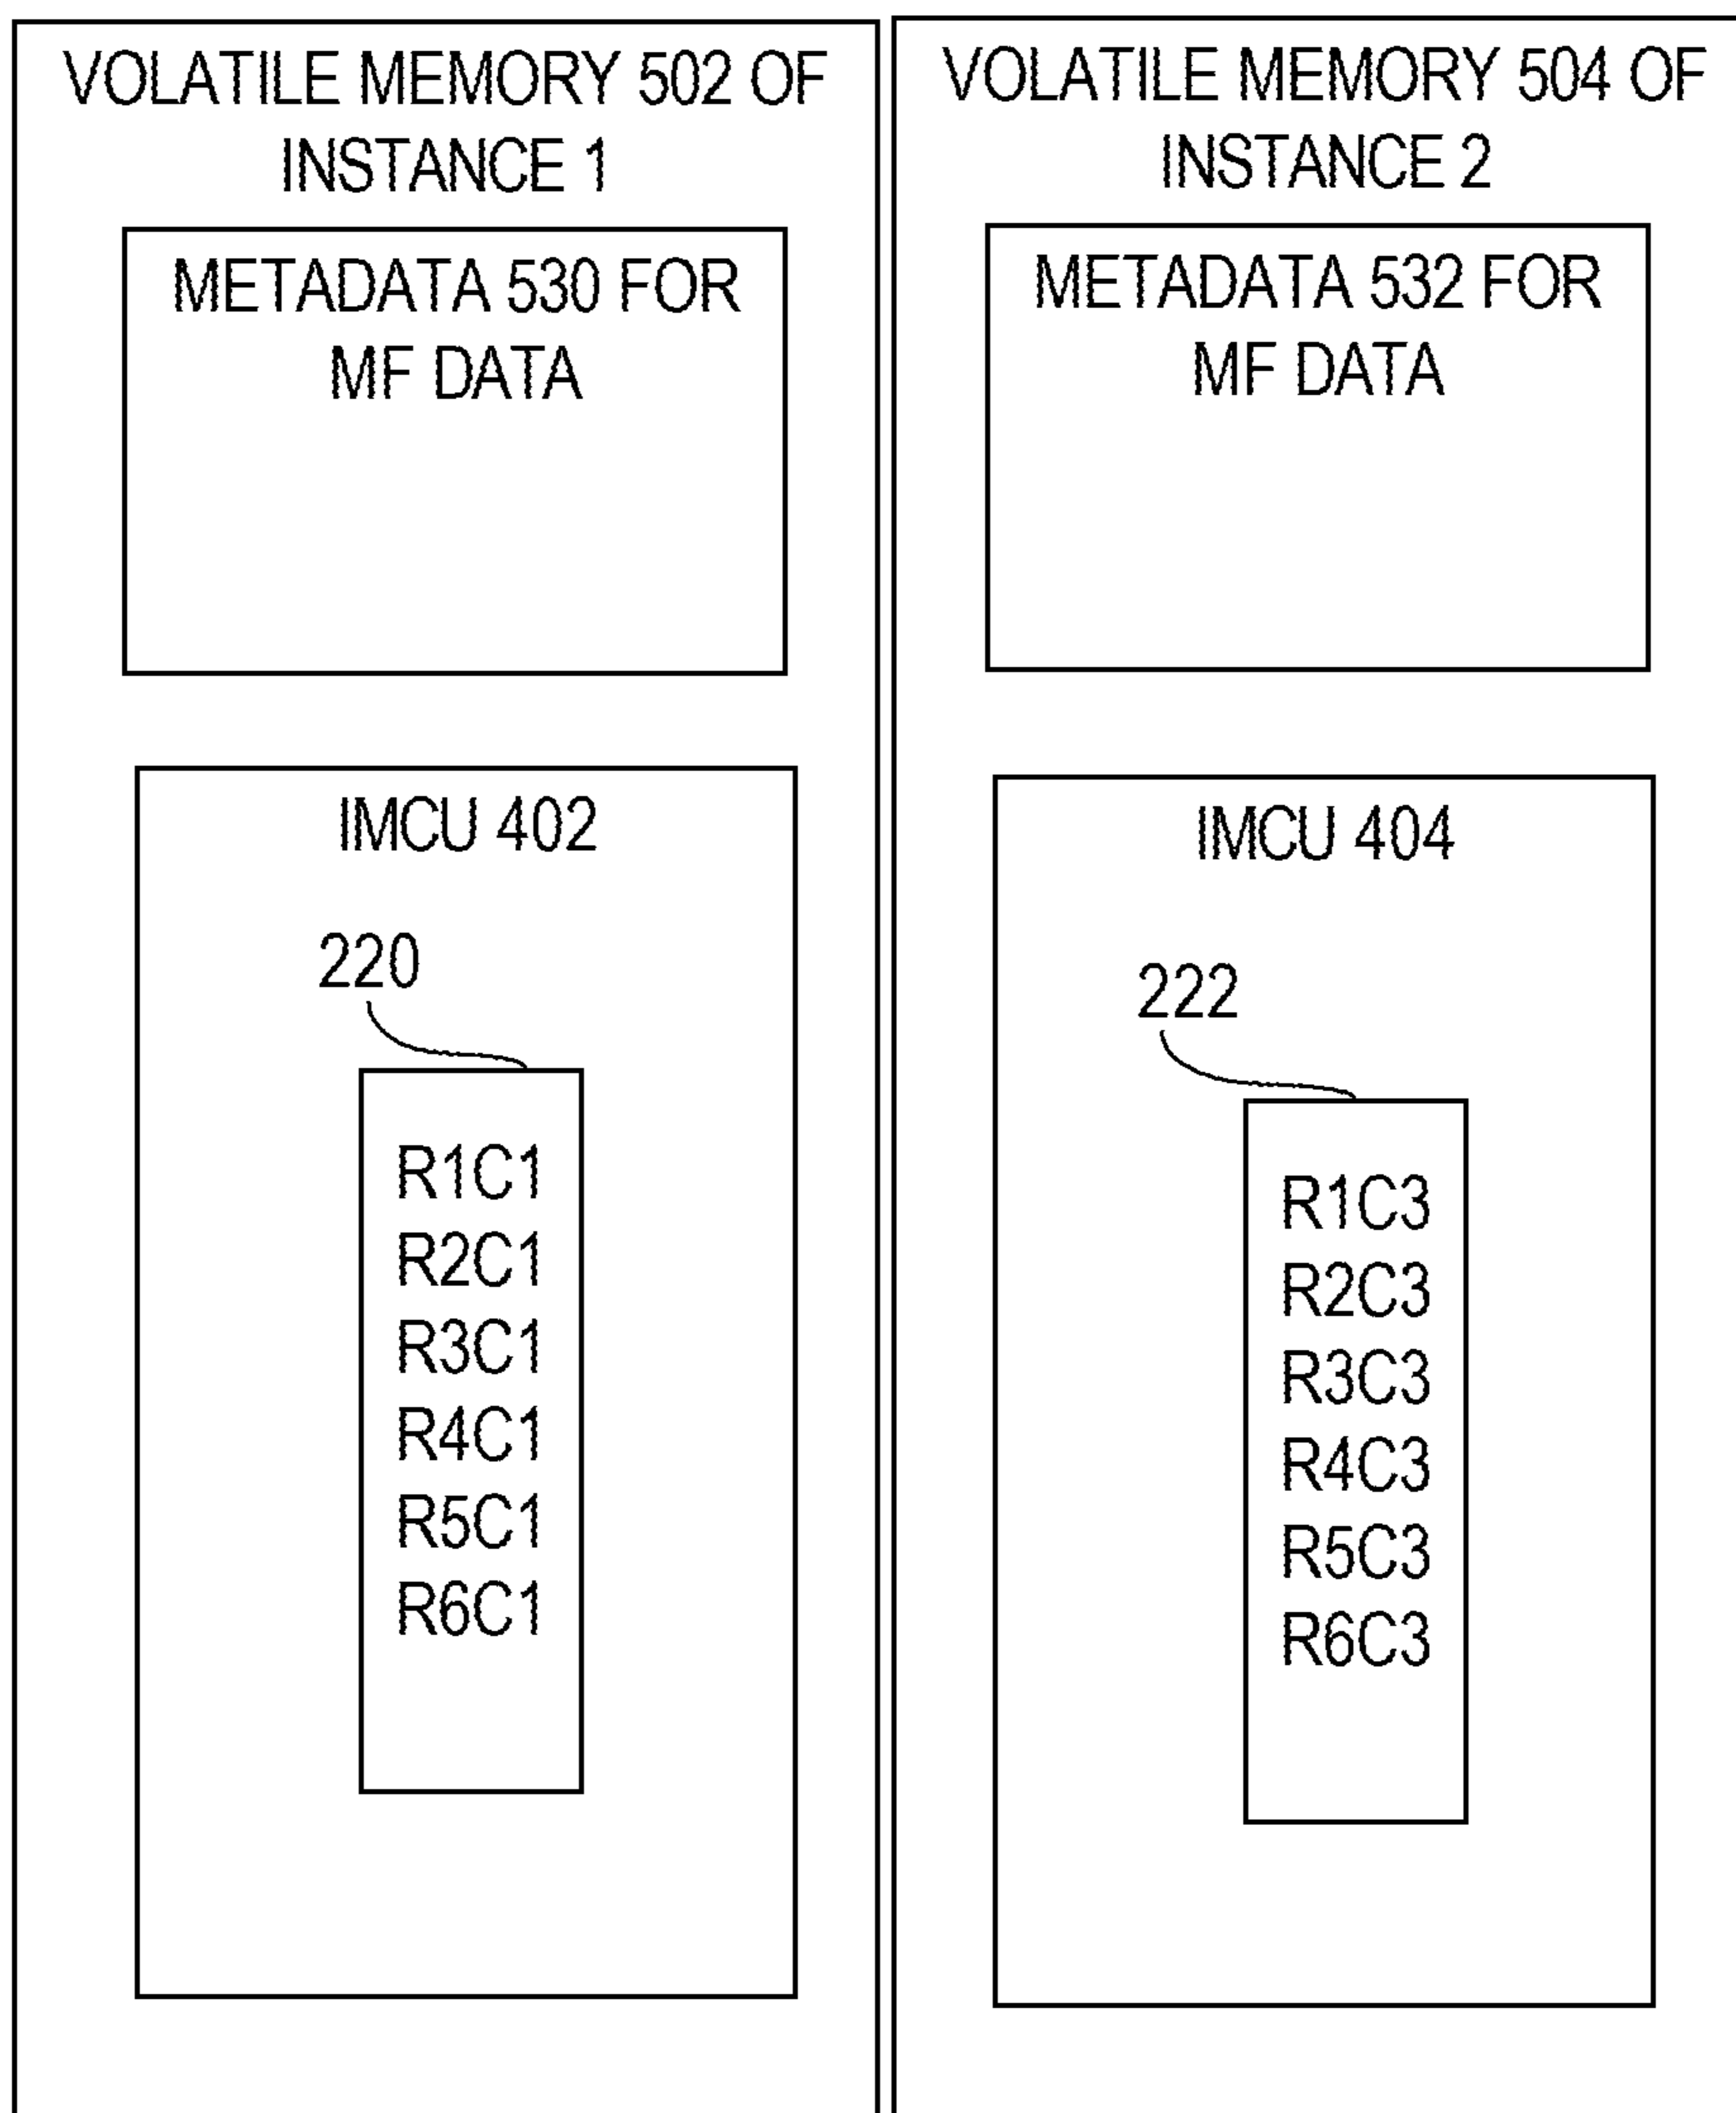 VOLATILE MEMORY 502 OF
INSTANCE 1
METADATA 530 FOR
MF DATA
IMCU 402
220
R1C1
R2C1
R3C1
R4C1
R5C1
R6C1
VOLATILE MEMORY 504 OF
INSTANCE 2
METADATA 532 FOR
MF DATA
IMCU 404
222
R1C3
R2C3
R3C3
R4C3
R5C3
R6C3